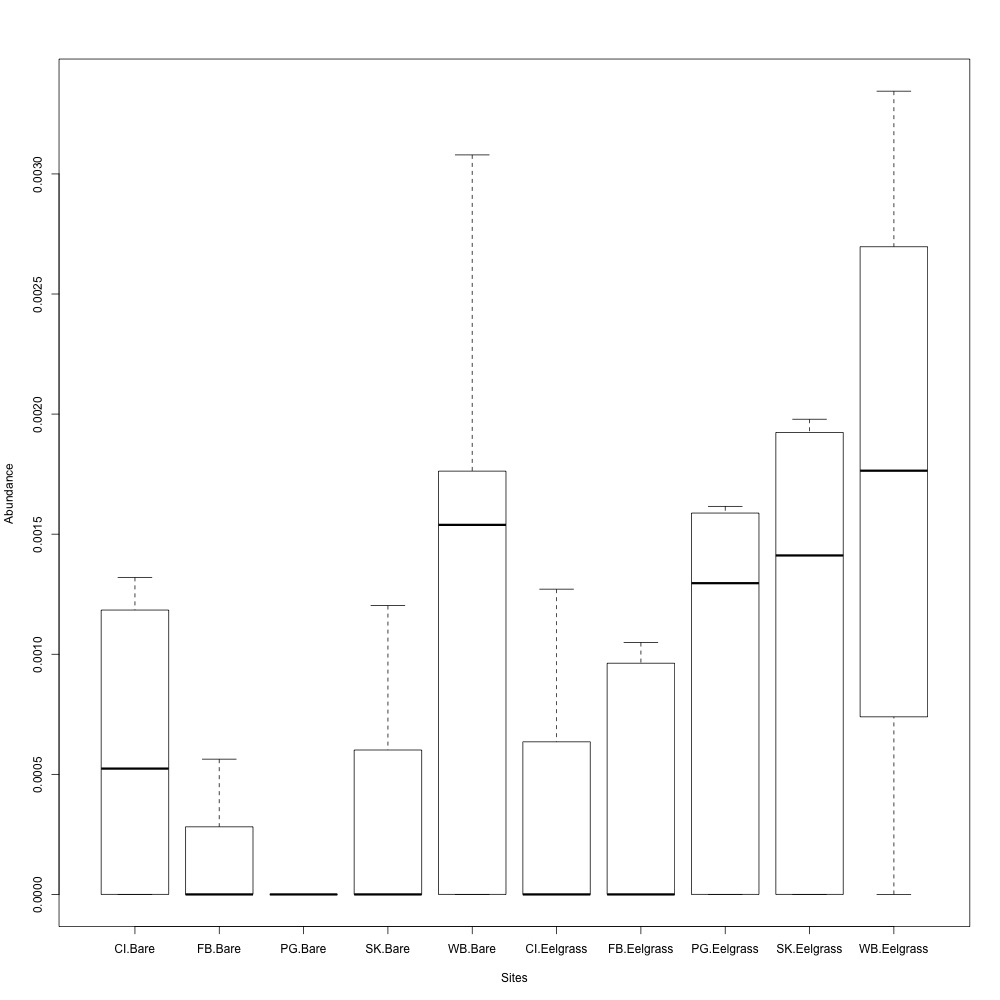 Abundance
0.0030
0.0025
0.0020
0.0015
0.0010
0.0005
0.0000
CI.Bare FB.Bare PG.Bare SK.Bare WB.Bare CI.Eelgrass FB.Eelgrass PG.Eelgrass SK.Eelgrass WB.Eelgrass
Sites